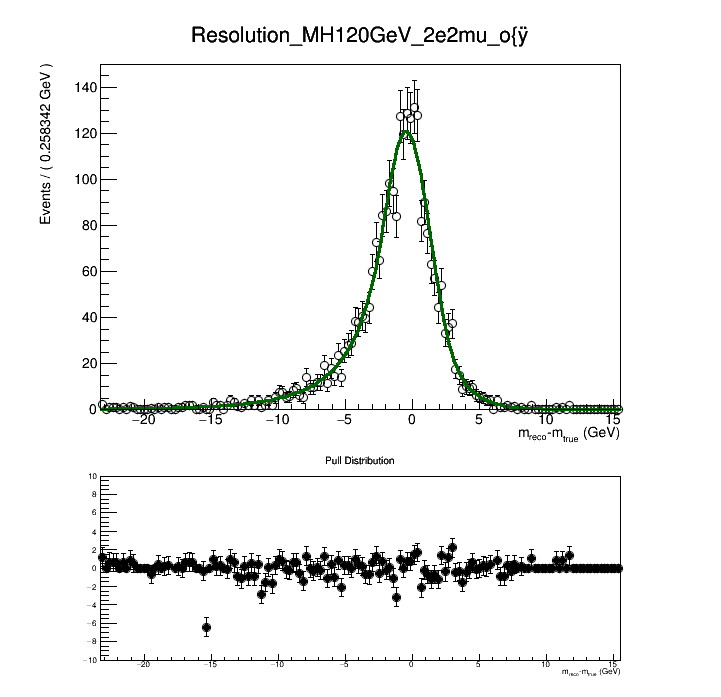 Resolution_MH120GeV_2e2mu_o{ÿ
Events / ( 0.258342 GeV )
140
120
100
80
60
40
20
0
−20 −15 −10 −5 0 5 10 15
m_reco-m_true (GeV)
Pull Distribution
10
8
6
4
2
0
−2
−4
−6
−8
−10
−20 −15 −10 −5 0 5 10 15
m_reco-m_true (GeV)